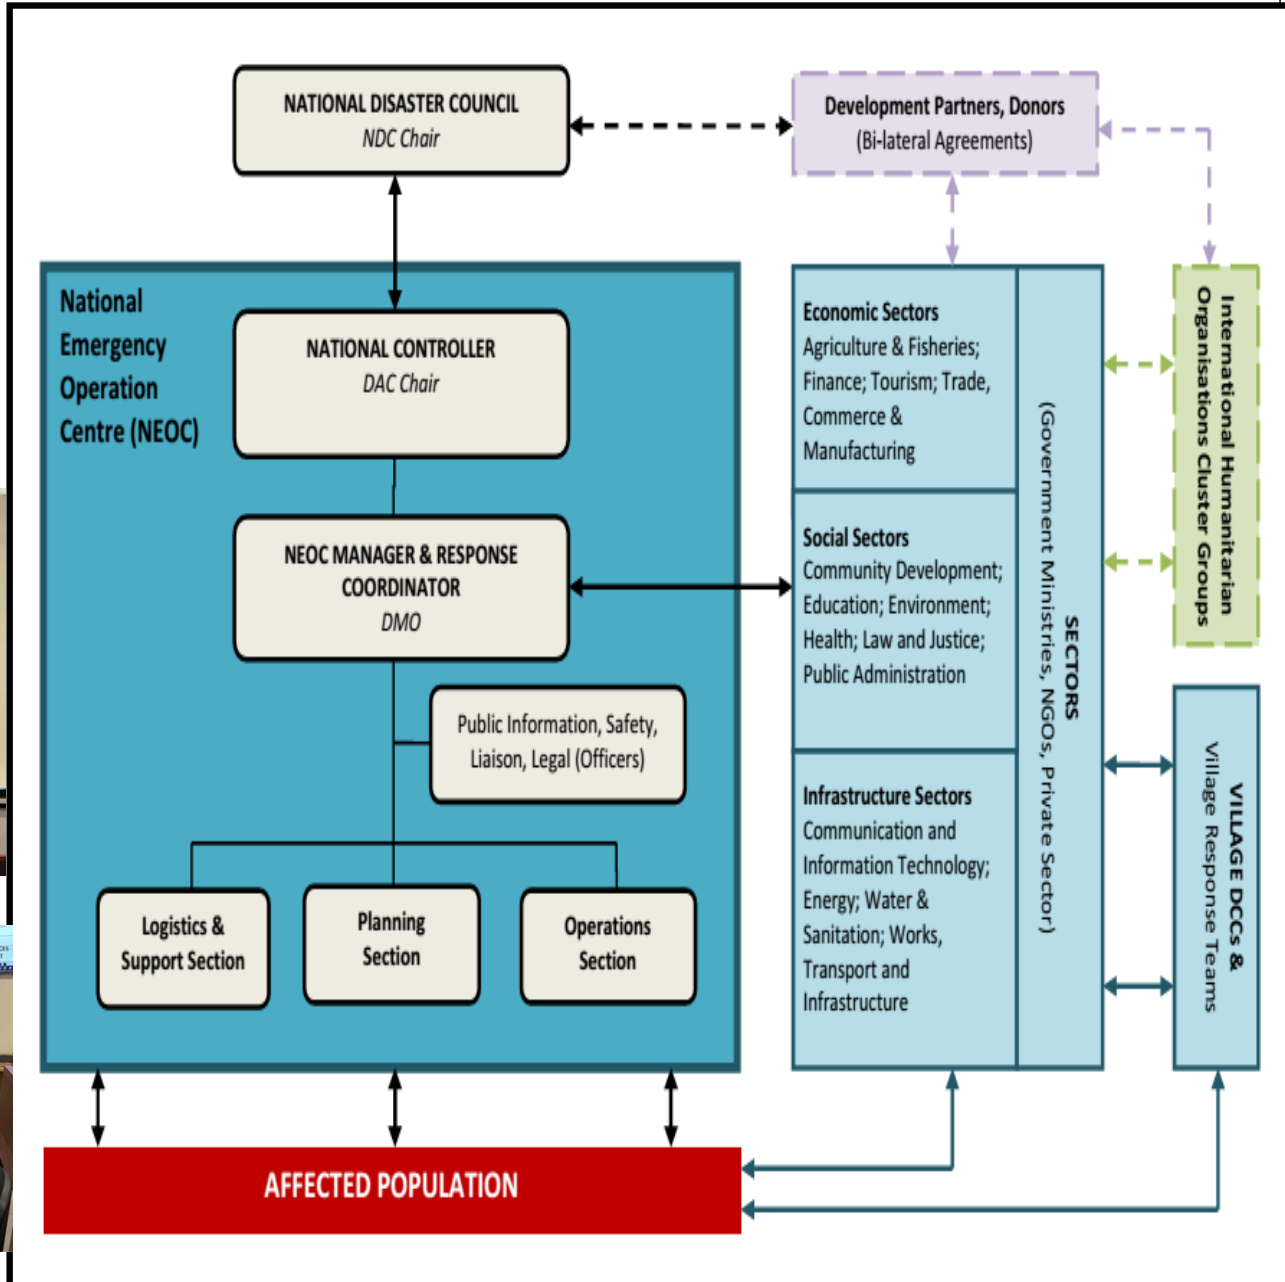 NATIONAL DISASTER COUNCIL
NDC Chair
Development Partners, Donors
(Bi-lateral Agreements)
National
Emergency
Operation
Centre (NEOC)
NATIONAL CONTROLLER
DAC Chair
NEOC MANAGER & RESPONSE
COORDINATOR
DMO
Public Information, Safety,
Liaison, Legal (Officers)
Logistics &
Support Section
Planning
Section
Operations
Section
Economic Sectors
Agriculture & Fisheries;
Finance; Tourism; Trade,
Commerce &
Manufacturing
Social Sectors
Community Development;
Education; Environment;
Health; Law and Justice;
Public Administration
Infrastructure Sectors
Communication and
Information Technology;
Energy; Water &
Sanitation; Works,
Transport and
Infrastructure
SECTORS
(Government Ministries, NGOs, Private Sector)
International Humanitarian
Organisations Cluster Groups
VILLAGE DCCs &
Village Response Teams
AFFECTED POPULATION